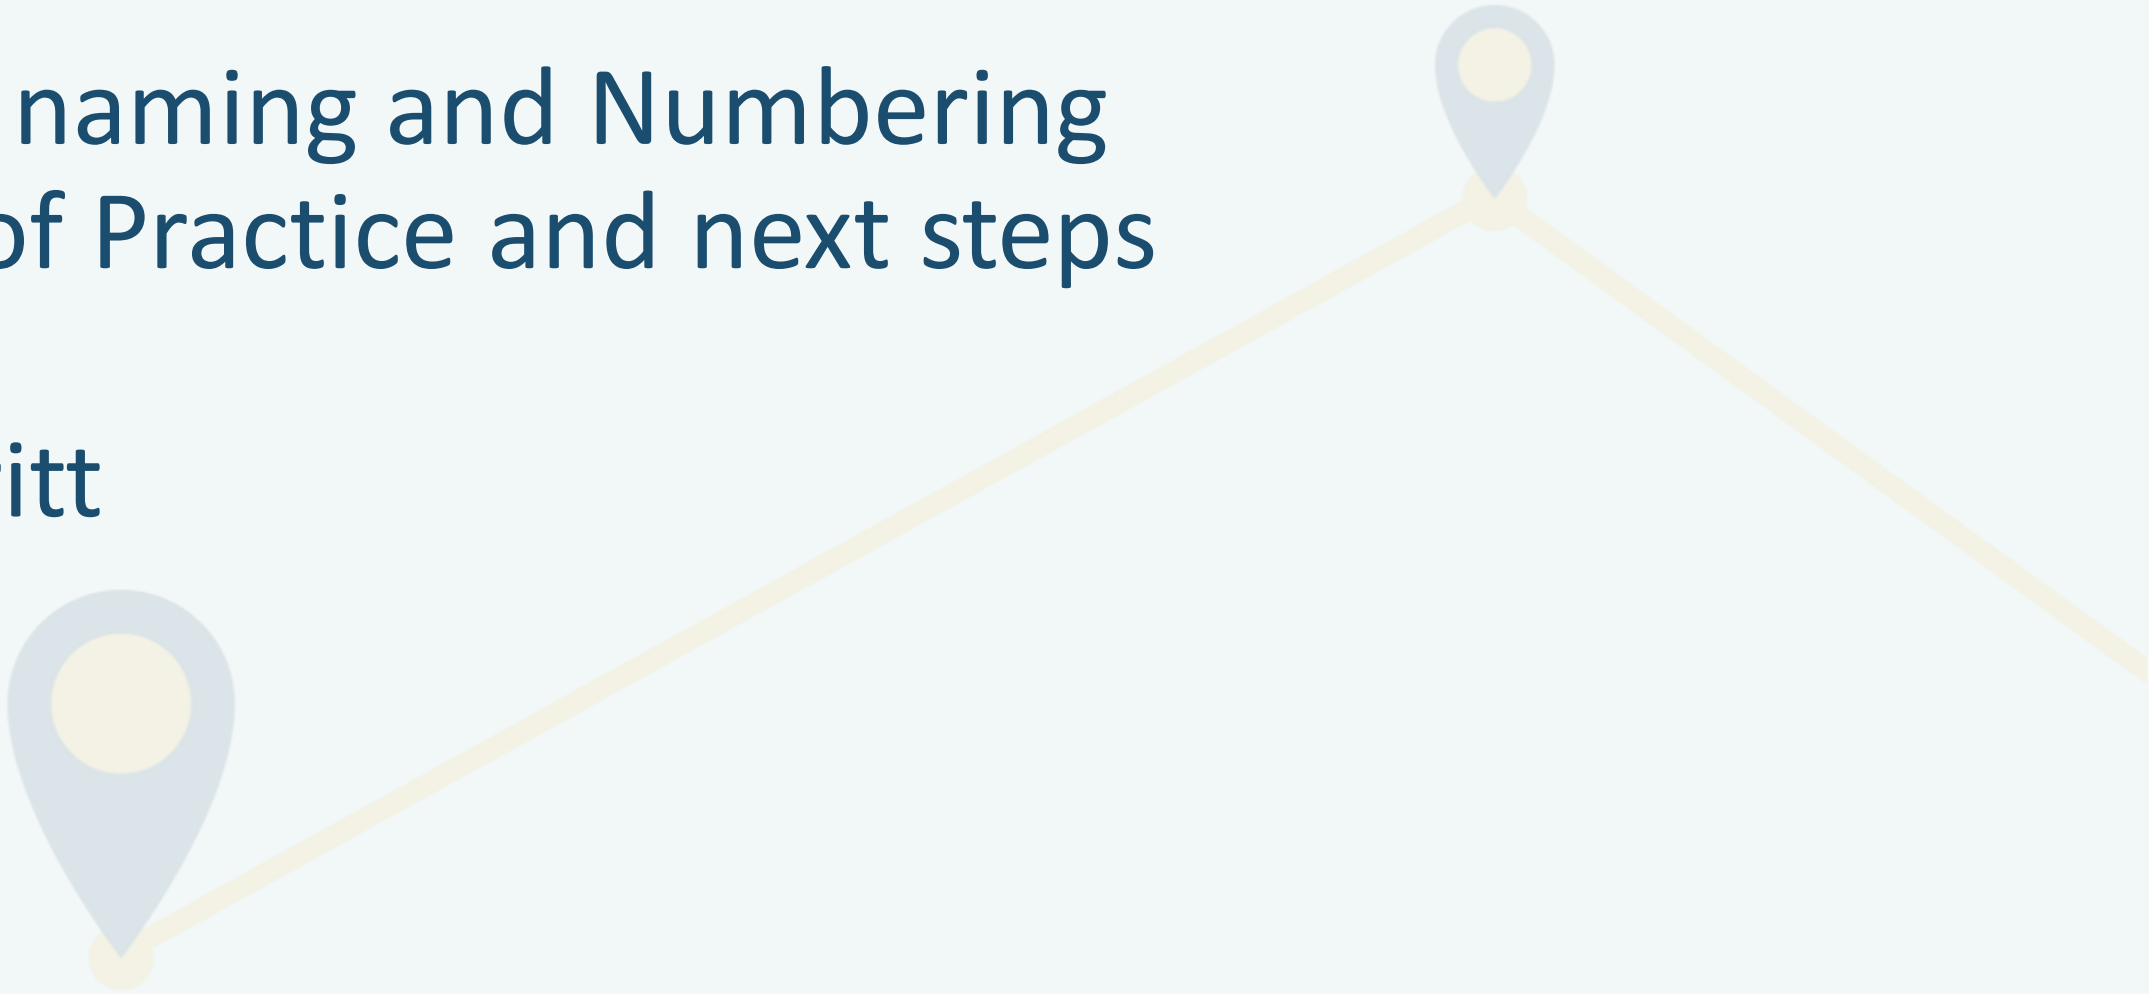 naming and Numbering
of Practice and next steps
itt